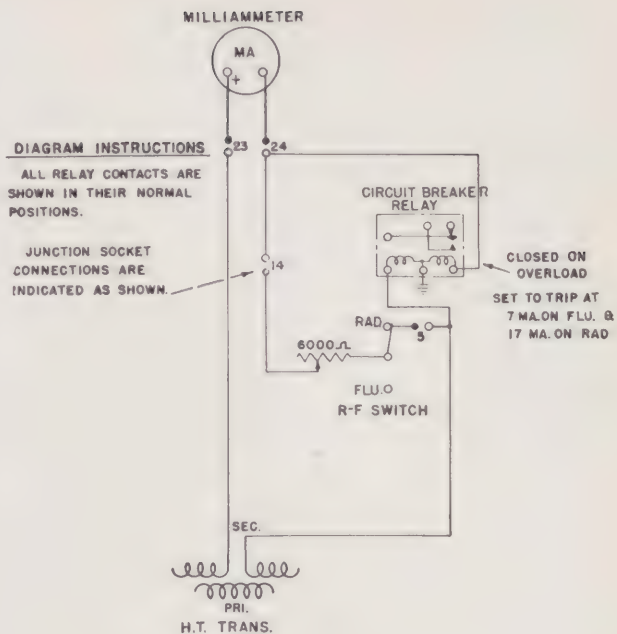 MILLIAMMETER
MA
+
23
24
DIAGRAM INSTRUCTIONS
ALL RELAY CONTACTS ARE
SHOWN IN THEIR NORMAL
POSITIONS.
JUNCTION SOCKET
CONNECTIONS ARE
INDICATED AS SHOWN.
14
CIRCUIT BREAKER
RELAY
CLOSED ON
OVERLOAD
SET TO TRIP AT
7 MA.ON FLU. &
17 MA. ON RAD
RAD
5
6000Ω
FLU.
R-F SWITCH
SEC.
PRI.
H.T. TRANS.